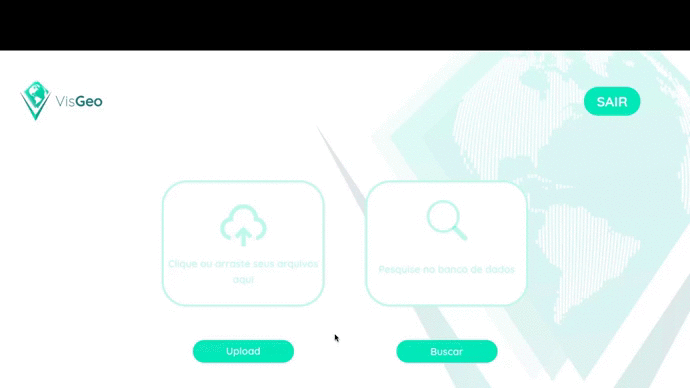 VisGeo
SAIR
Clique ou arraste seus arquivos
aqui
Pesquise no banco de dados
Upload
Buscar